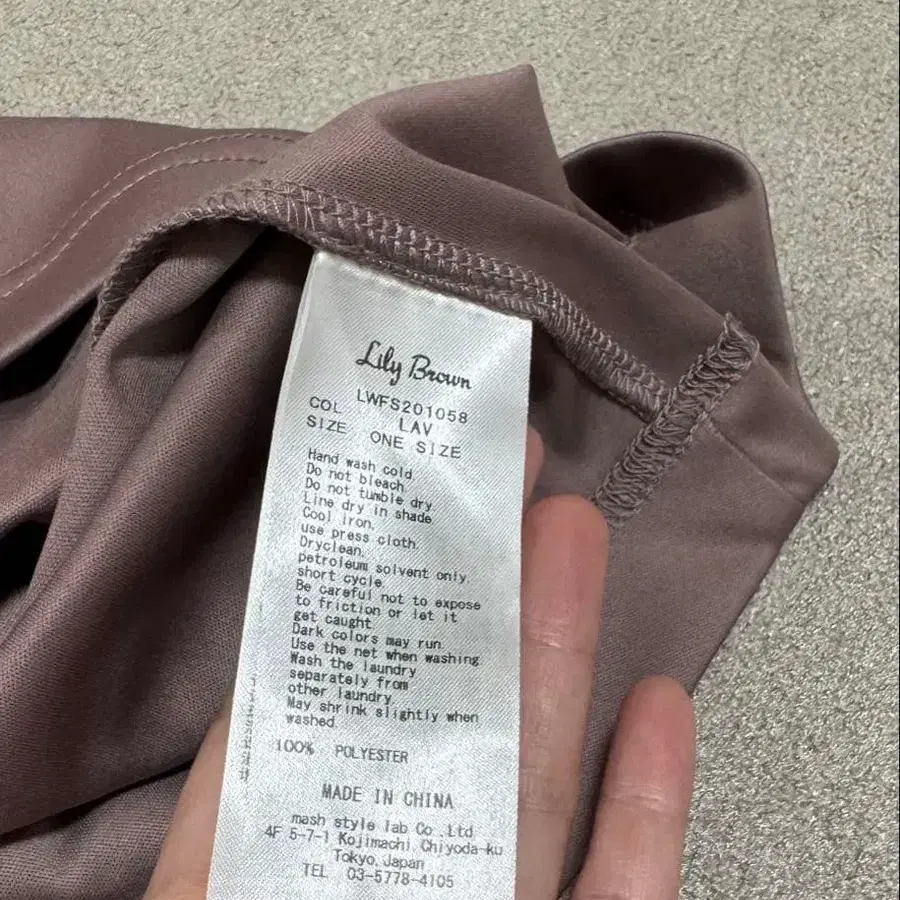 Lily Brown
LWFS201058
COL LAV
SIZE ONE SIZE
Hand wash cold.
Do not bleach.
Do not tumble dry.
Line dry in shade
Cool iron.
use press cloth.
Dryclean.
petroleum solvent only.
short cycle.
Be careful not to expose
to friction or let it
get caught.
Dark colors may run.
Use the net when washing
Wash the laundry
separately from
other laundry.
May shrink slightly when
washed.
100% POLYESTER
MADE IN CHINA
mash style lab Co.,Ltd
4F 5-7-1 Kojimachi Chiyoda-ku
Tokyo,Japan
TEL 03-5778-4105